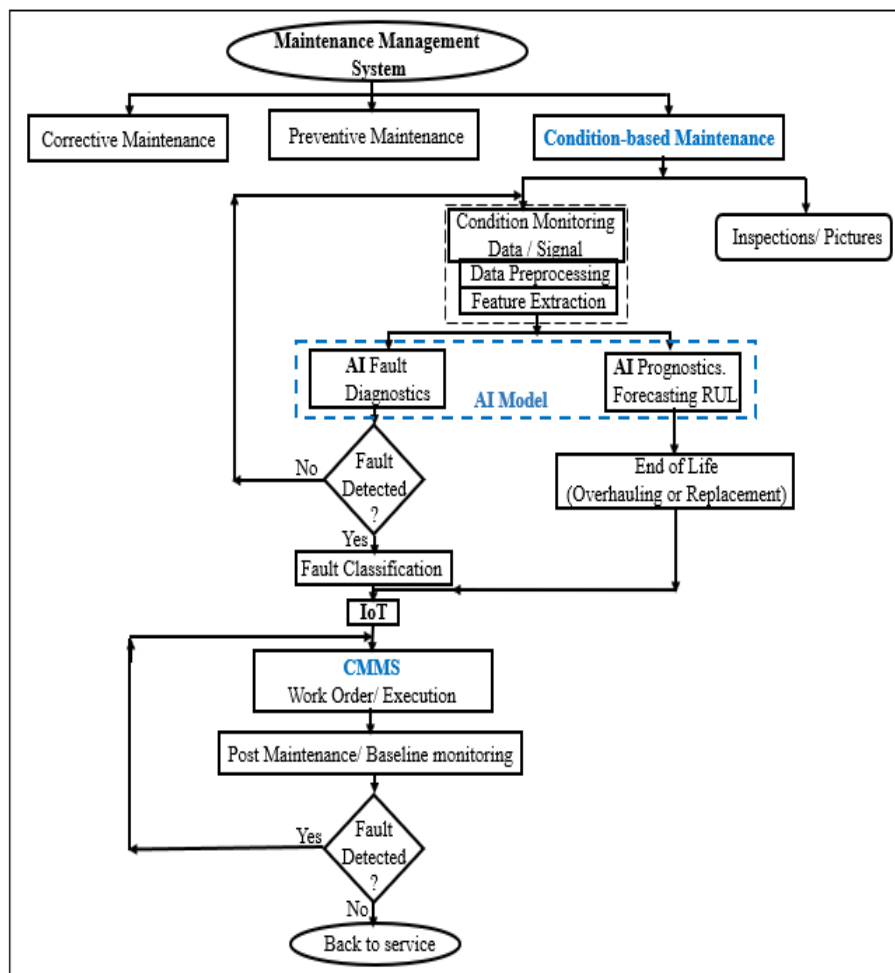 Maintenance Management
System
Corrective Maintenance
Preventive Maintenance
Condition-based Maintenance
Condition Monitoring
Data / Signal
Data Preprocessing
Feature Extraction
Inspections/ Pictures
AI Fault
Diagnostics
AI Model
AI Prognostics.
Forecasting RUL
No
Fault
Detected
?
Yes
End of Life
(Overhauling or Replacement)
Fault Classification
IoT
CMMS
Work Order/ Execution
Post Maintenance/ Baseline monitoring
Yes
Fault
Detected
?
No
Back to service